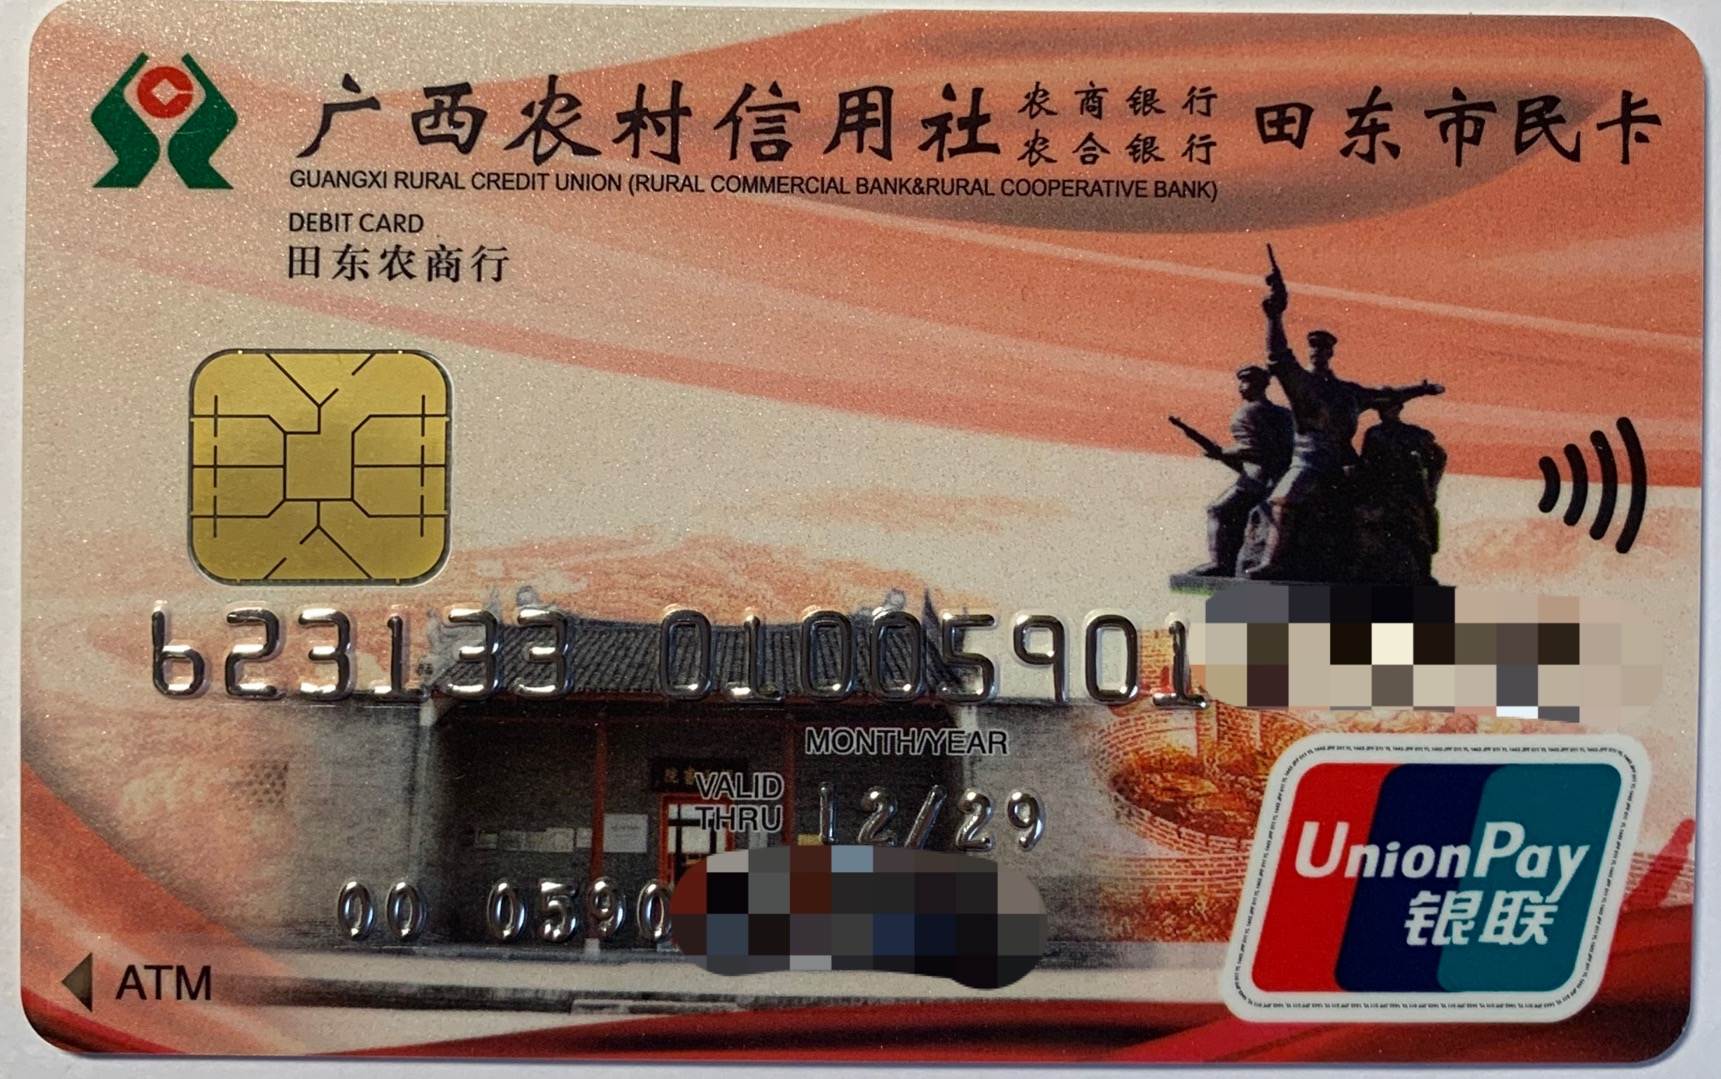 广西农村信用社 农商银行 农合银行 田东市民卡
GUANGXI RURAL CREDIT UNION (RURAL COMMERCIAL BANK&RURAL COOPERATIVE BANK)
DEBIT CARD
田东农商行
623133 01005901
MONTH/YEAR
VALID THRU 12/29
00 0590
ATM
UnionPay
银联